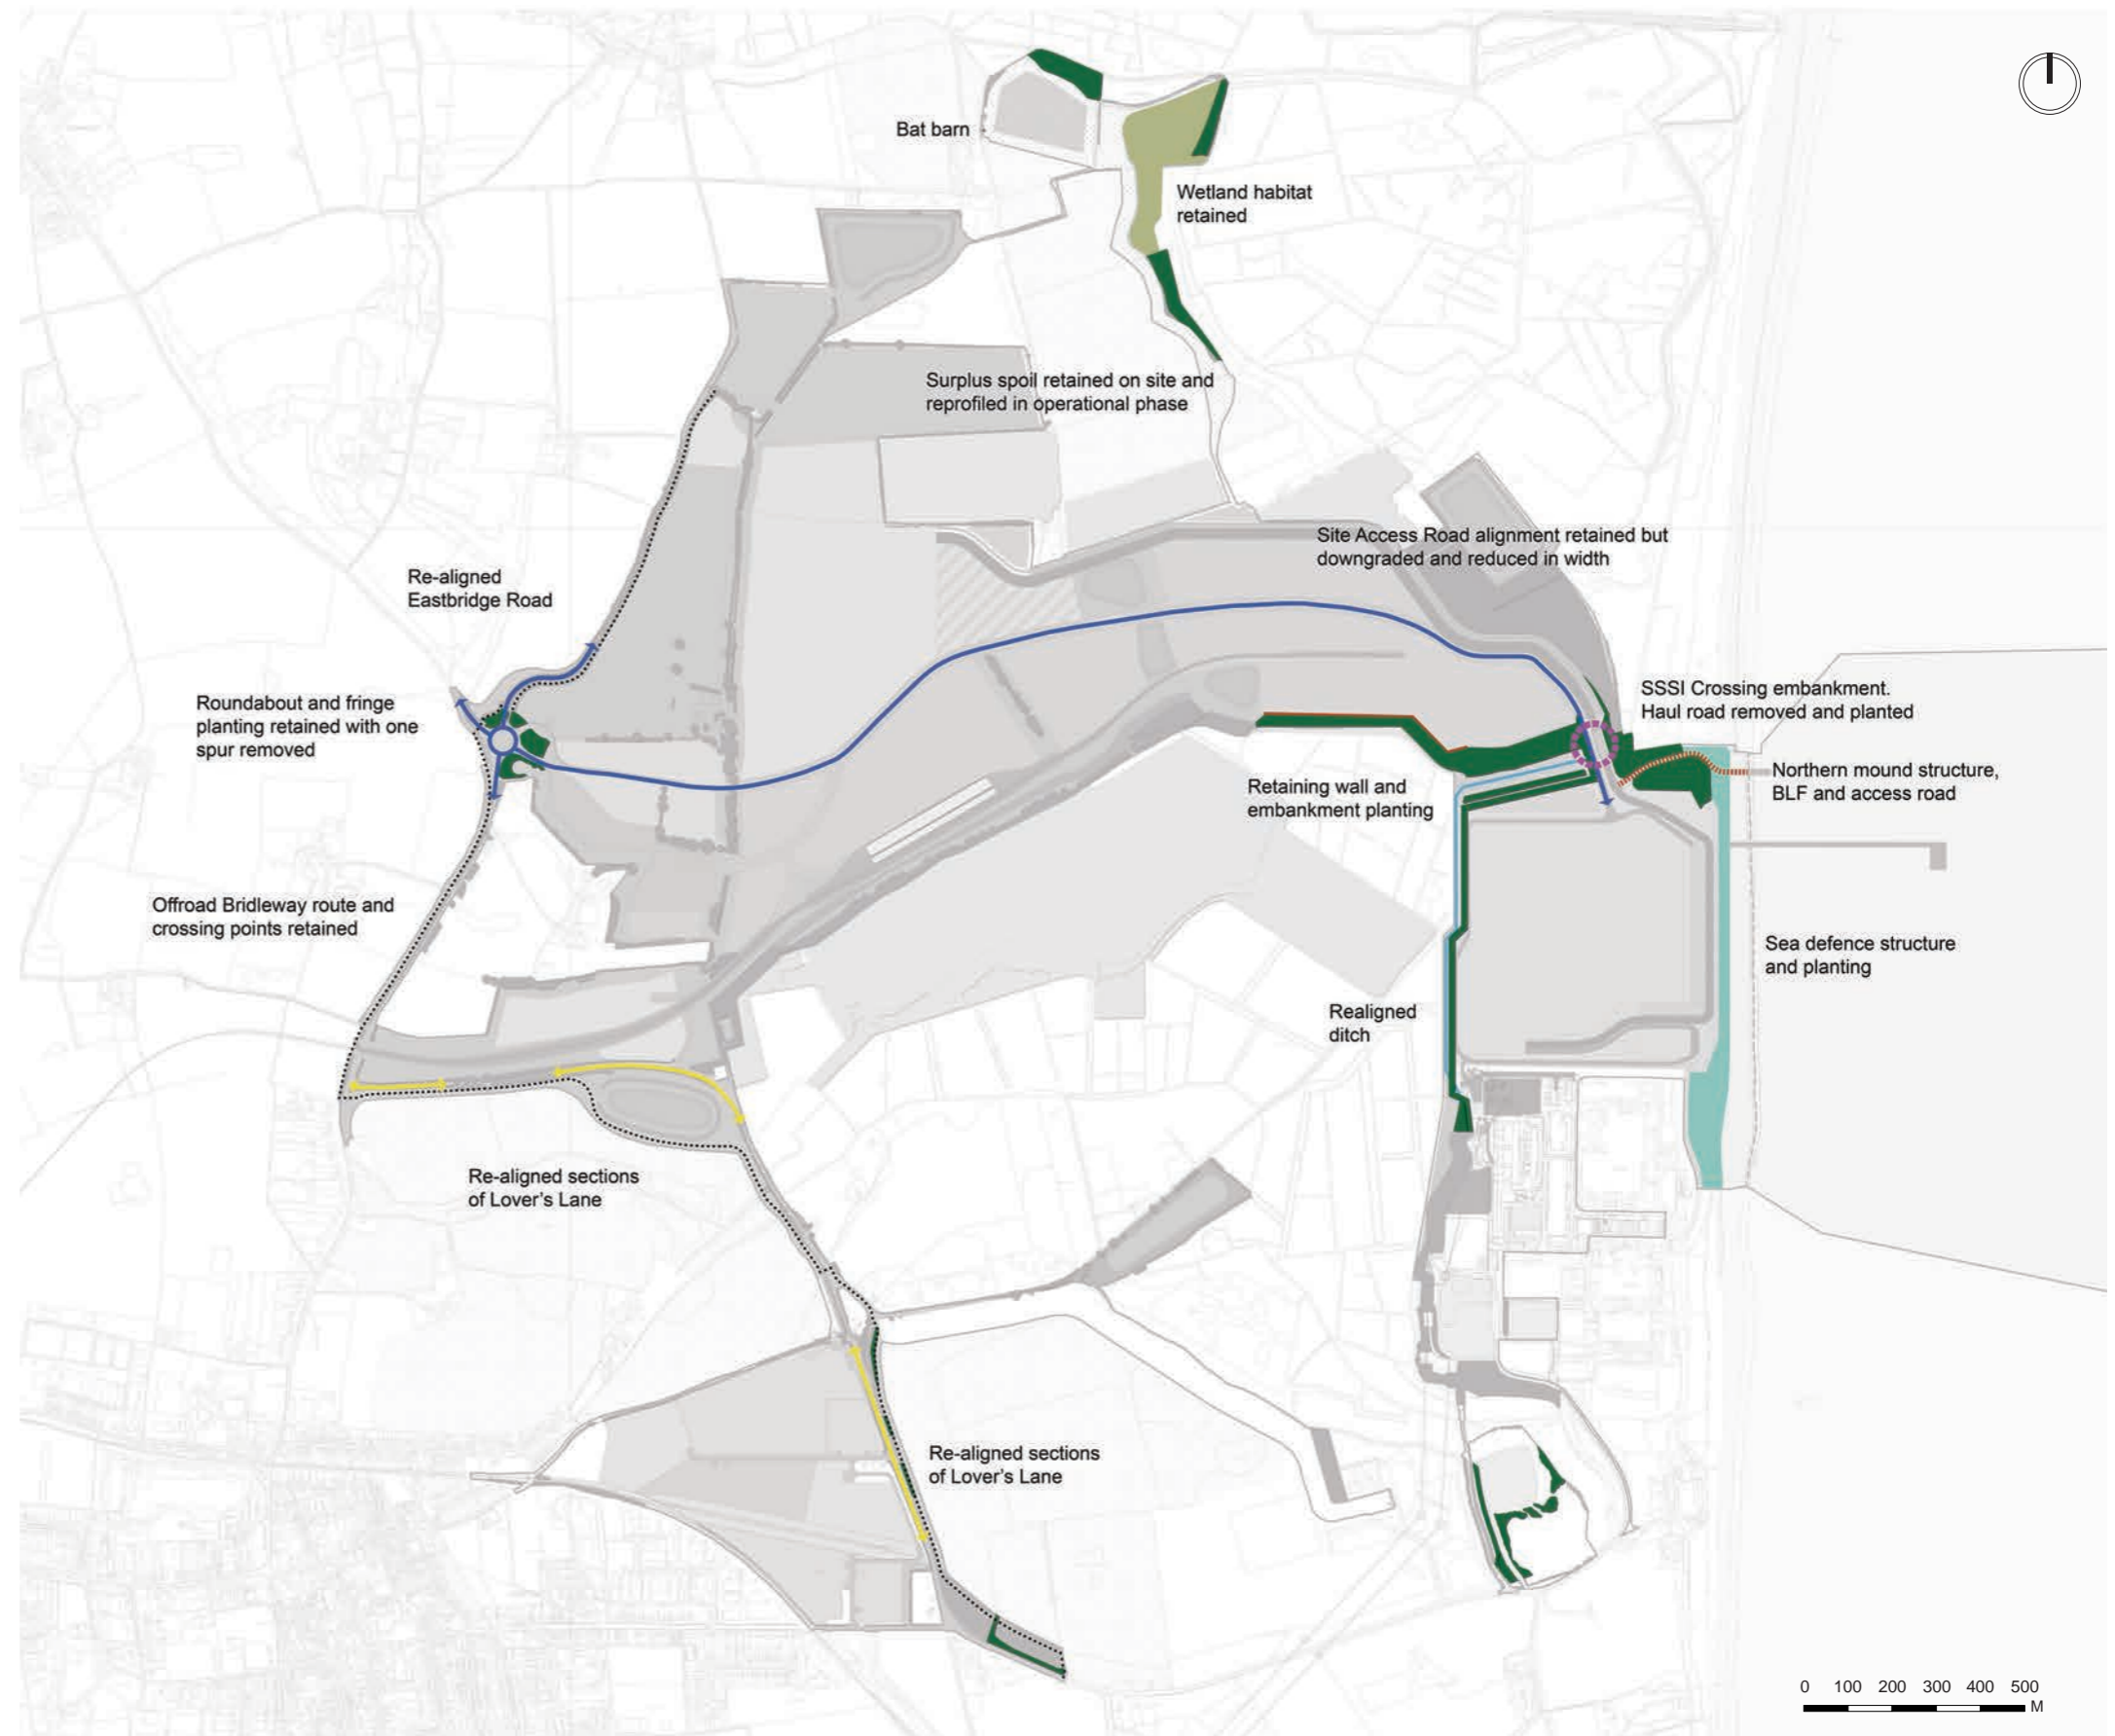 Bat barn
Wetland habitat
retained
Surplus spoil retained on site and
reprofiled in operational phase
Site Access Road alignment retained but
downgraded and reduced in width
Re-aligned
Eastbridge Road
Roundabout and fringe
planting retained with one
spur removed
SSSI Crossing embankment.
Haul road removed and planted
Northern mound structure,
BLF and access road
Retaining wall and
embankment planting
Offroad Bridleway route and
crossing points retained
Sea defence structure
and planting
Realigned
ditch
Re-aligned sections
of Lover's Lane
Re-aligned sections
of Lover's Lane
0 100 200 300 400 500
M